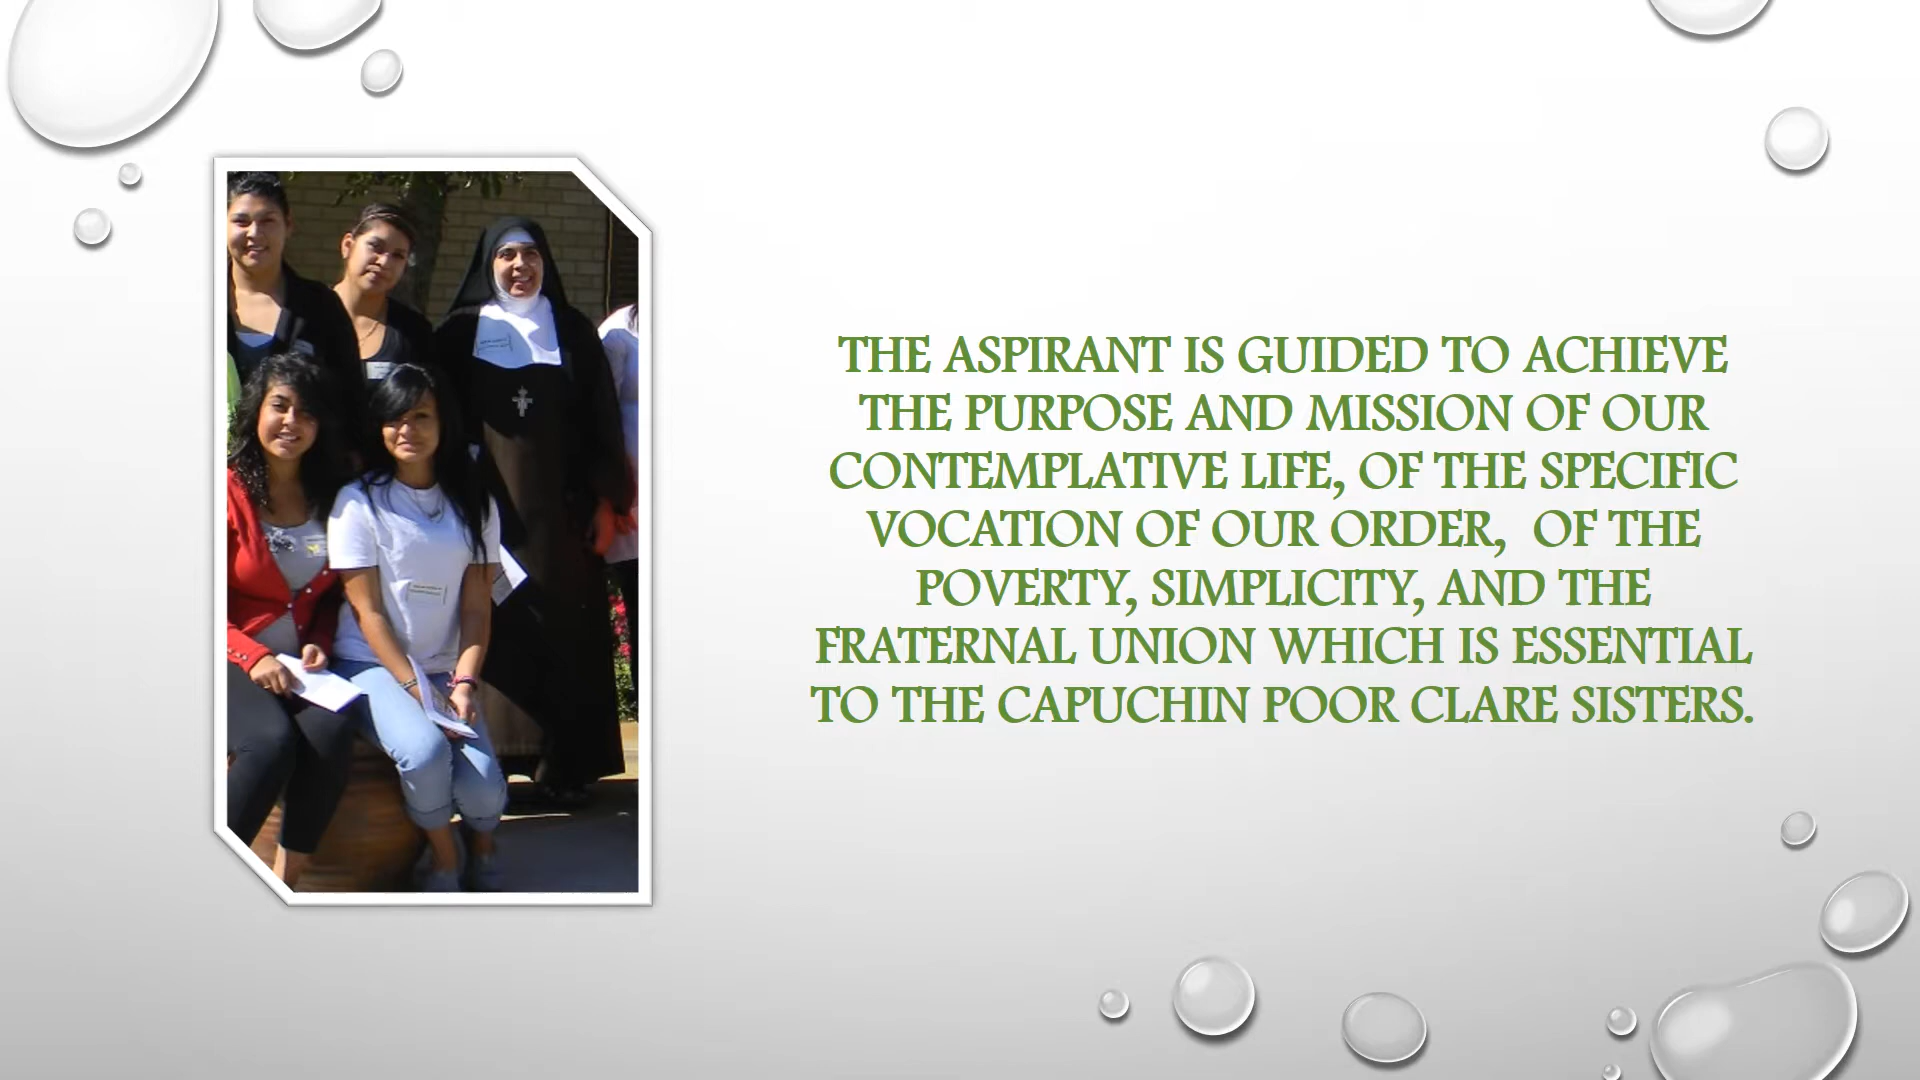 THE ASPIRANT IS GUIDED TO ACHIEVE
THE PURPOSE AND MISSION OF OUR
CONTEMPLATIVE LIFE, OF THE SPECIFIC
VOCATION OF OUR ORDER,  OF THE
POVERTY, SIMPLICITY, AND THE
FRATERNAL UNION WHICH IS ESSENTIAL
TO THE CAPUCHIN POOR CLARE SISTERS.